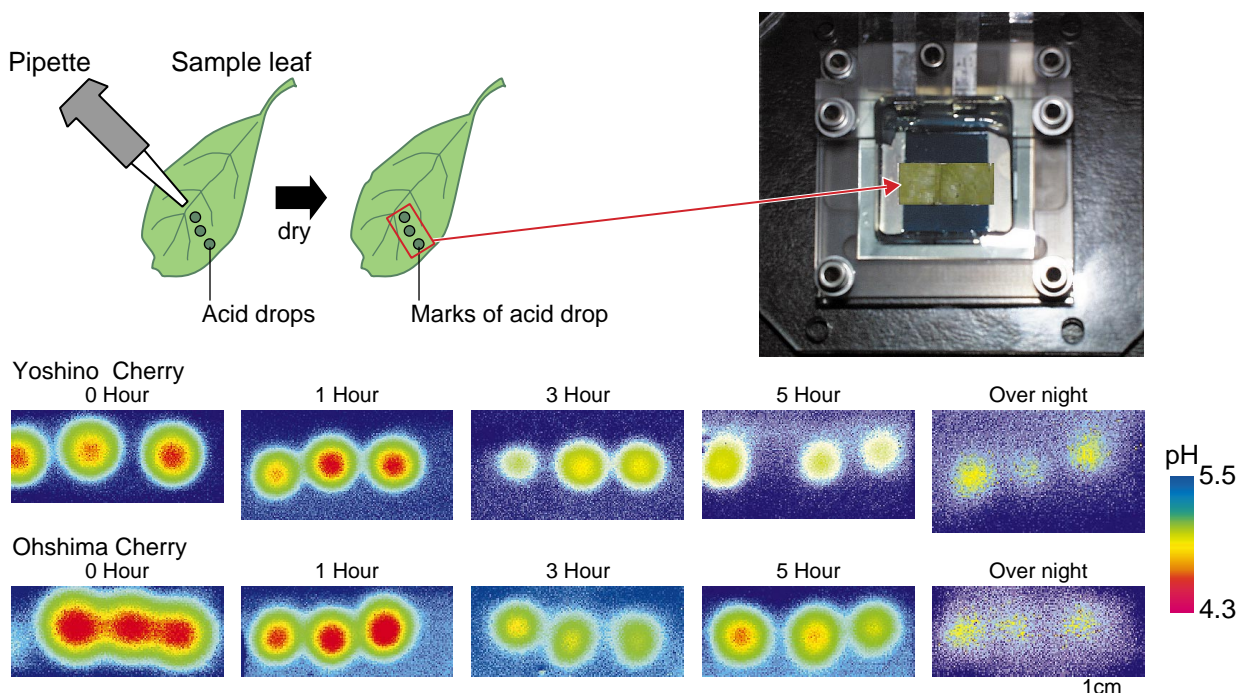 Pipette
Sample leaf
dry
Acid drops
Marks of acid drop
Yoshino Cherry
0 Hour
1 Hour
3 Hour
5 Hour
Over night
pH
5.5
4.3
Ohshima Cherry
0 Hour
1 Hour
3 Hour
5 Hour
Over night
1cm